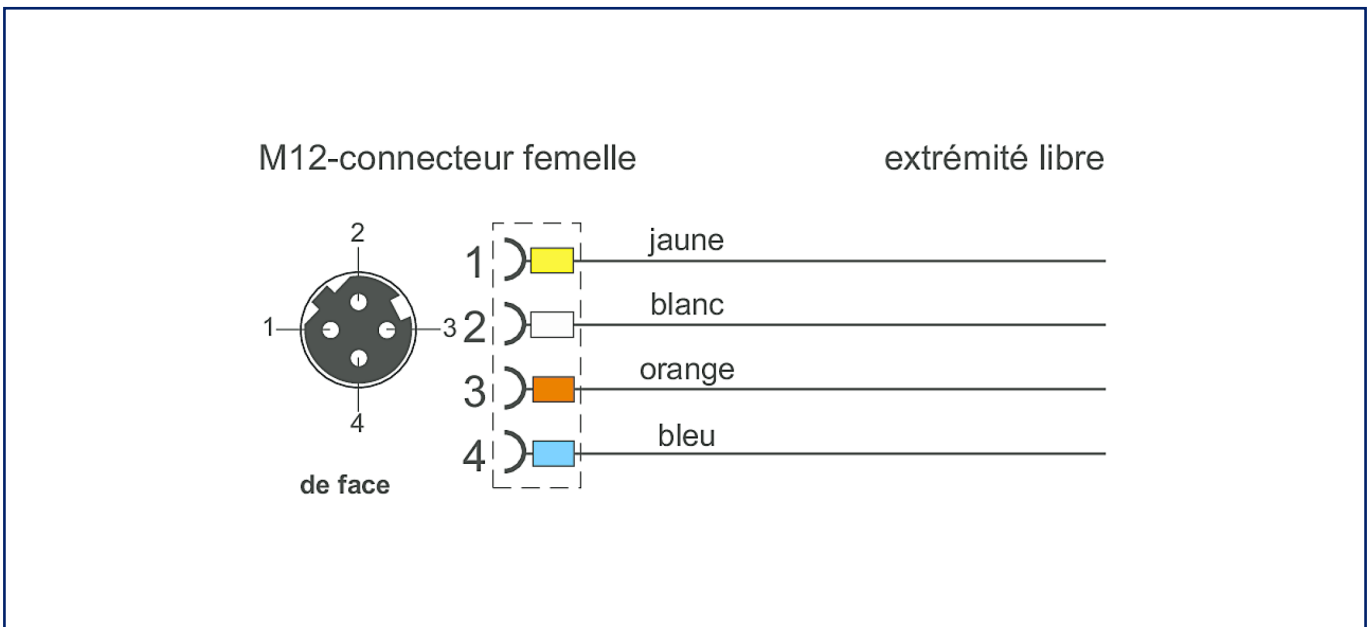 M12-connecteur femelle
extrémité libre
2
1
3
4
de face
1
jaune
2
blanc
3
orange
4
bleu